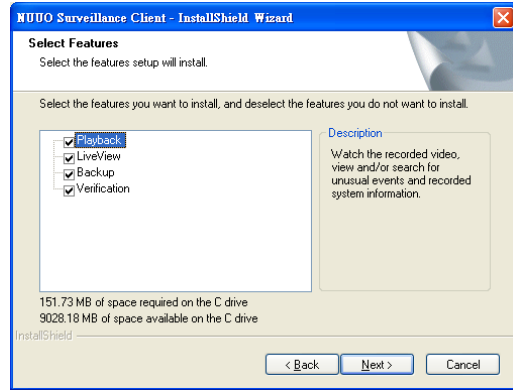 NUUO Surveillance Client - InstallShield Wizard
Select Features
Select the features setup will install.
Select the features you want to install, and deselect the features you do not want to install.
Playback
LiveView
Backup
Verification
Description
Watch the recorded video,
view and/or search for
unusual events and recorded
system information.
151.73 MB of space required on the C drive
9028.18 MB of space available on the C drive
InstallShield
< Back
Next >
Cancel